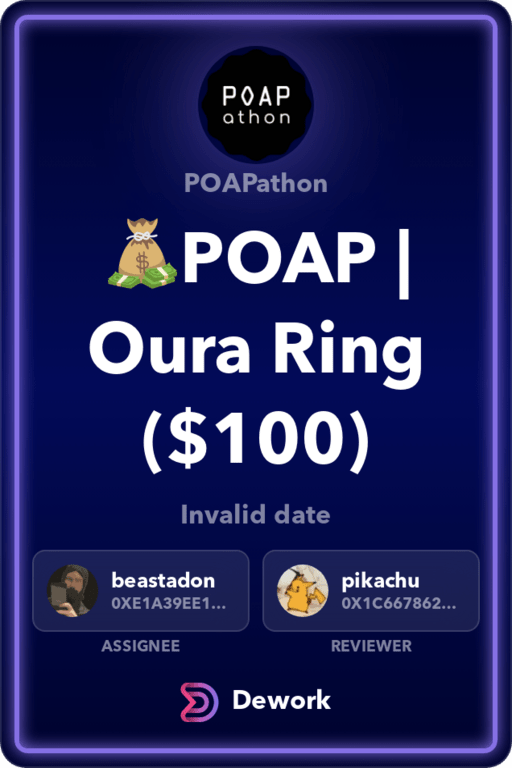 POAP
athon
POAPathon
💰POAP |
Oura Ring
($100)
Invalid date
beastadon
0XE1A39EE1...
pikachu
0X1C667862...
ASSIGNEE
REVIEWER
Dework